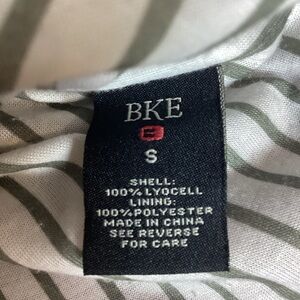 BKE
S
SHELL:
100% LYOCELL
LINING:
100% POLYESTER
MADE IN CHINA
SEE REVERSE
FOR CARE